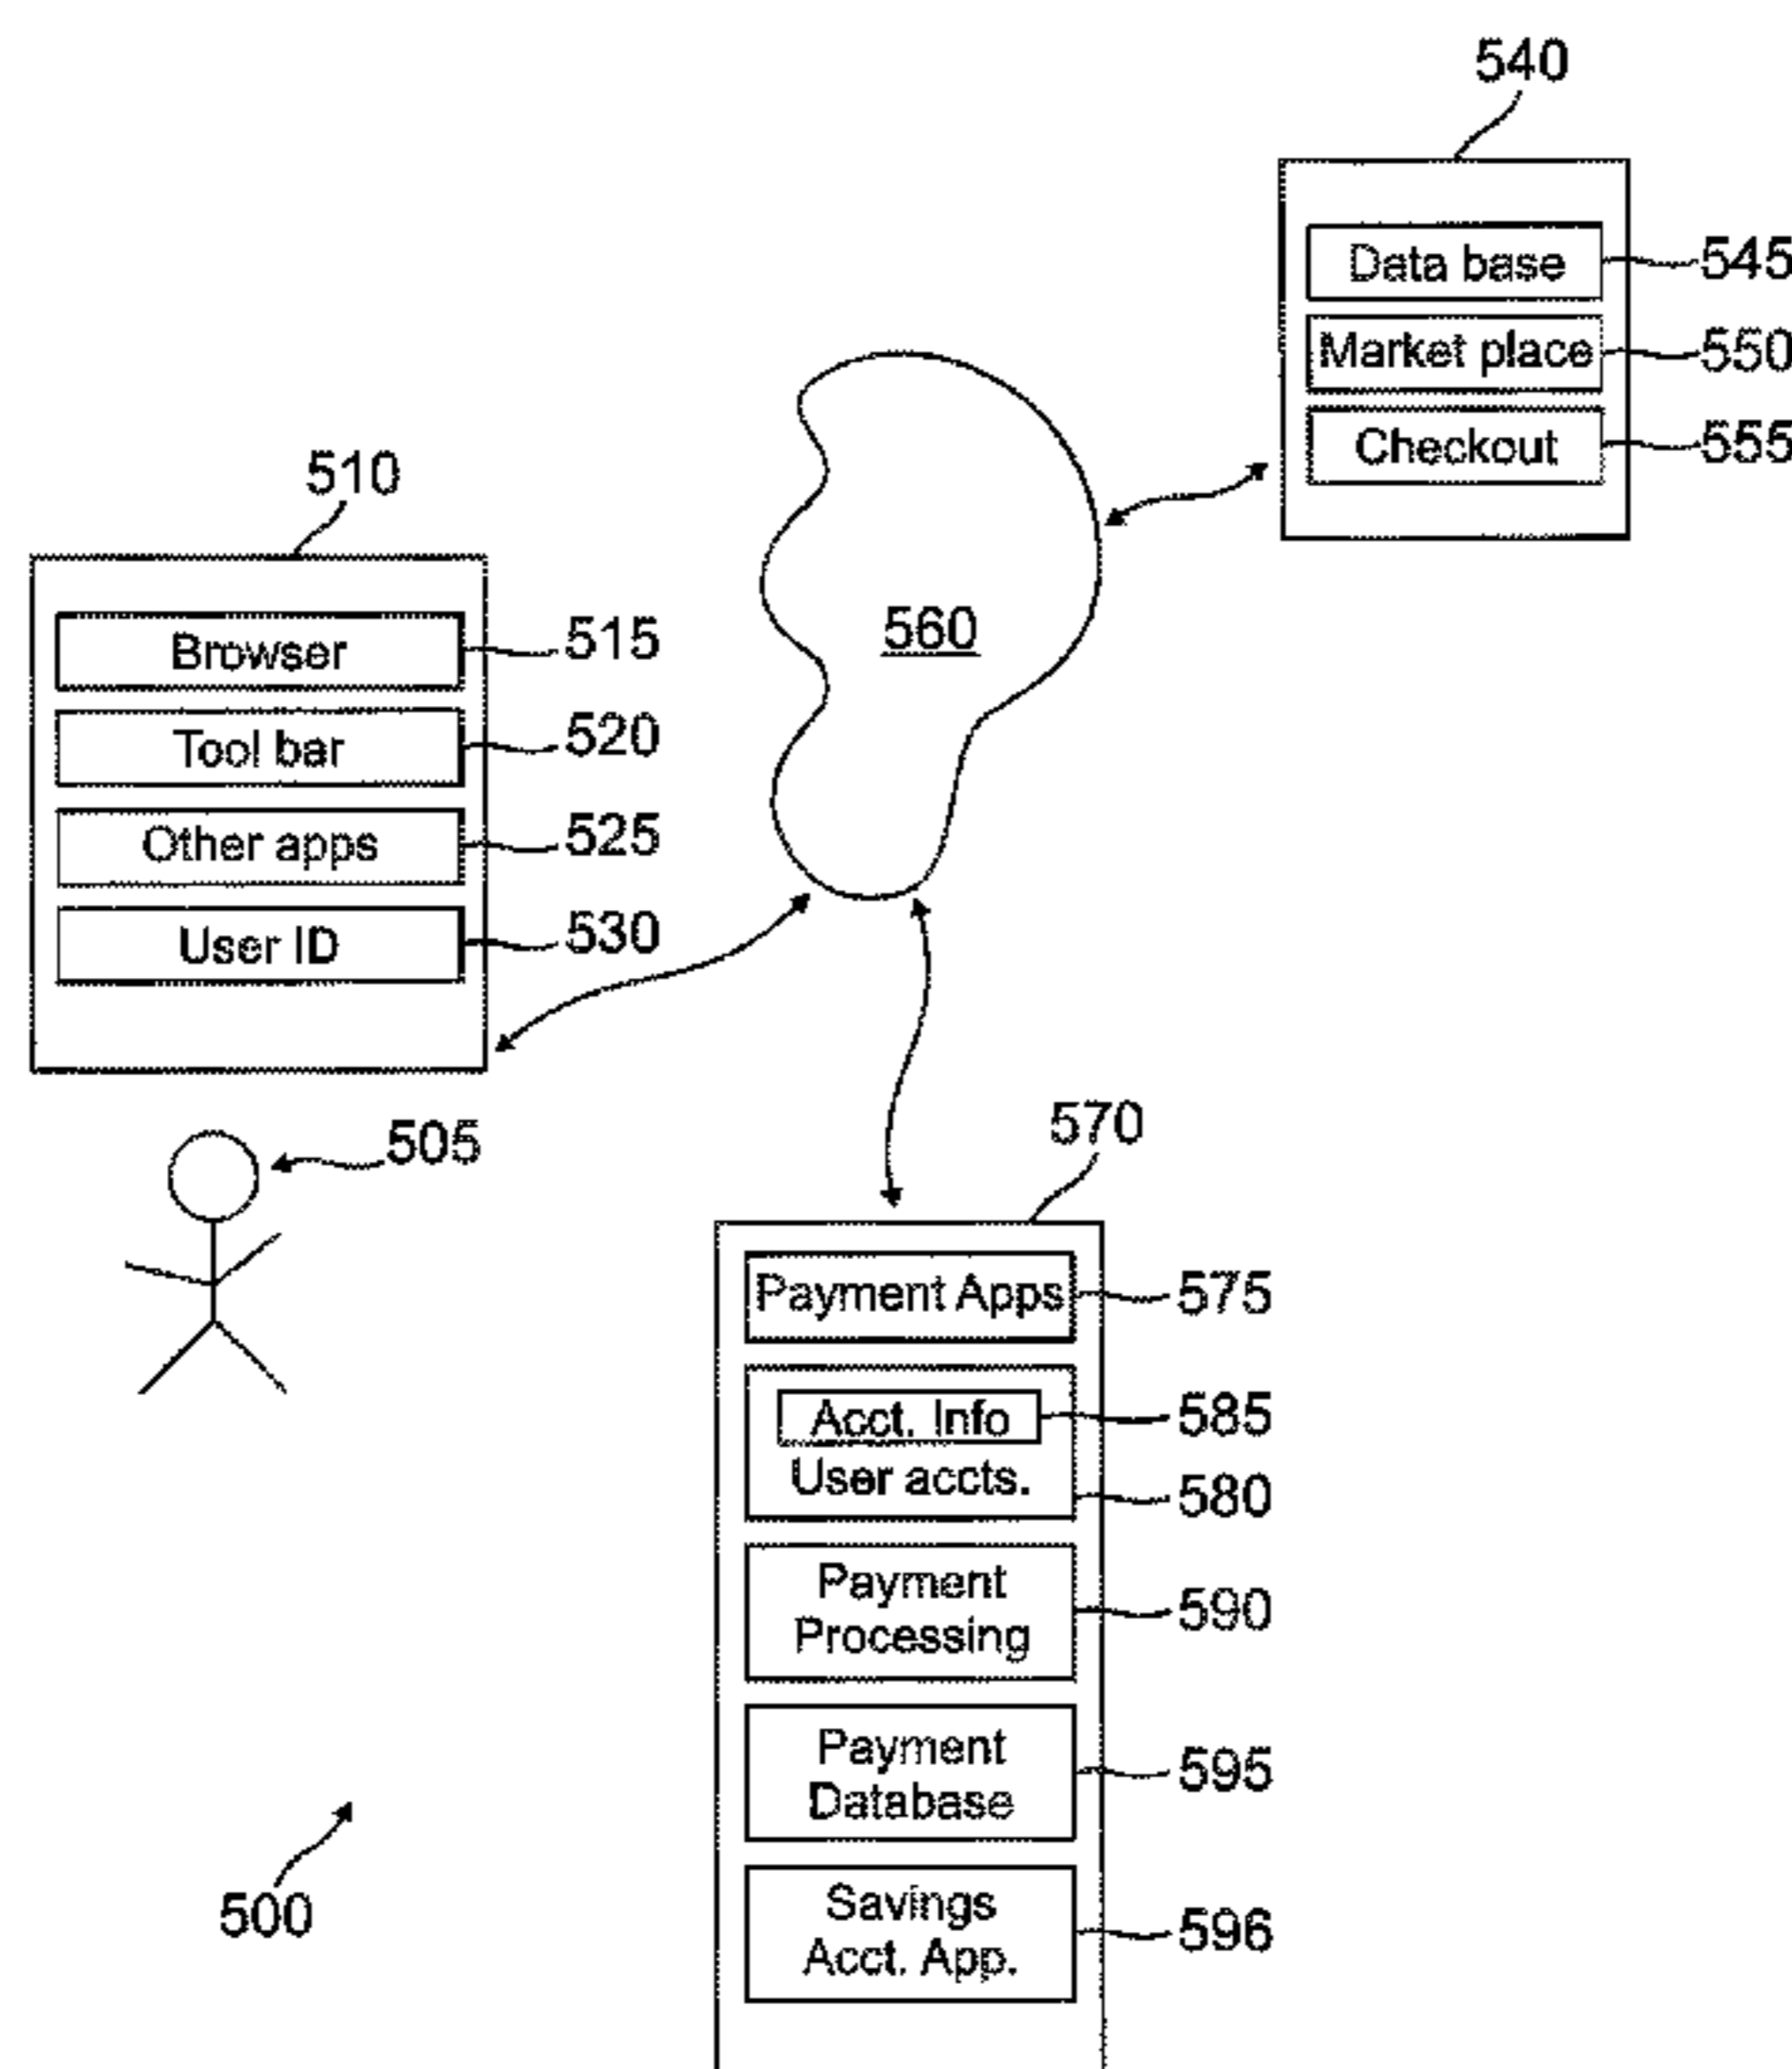 540
Data base 545
Market place 550
Checkout 555
510
Browser 515
Tool bar 520
Other apps 525
User ID 530
560
505
570
Payment Apps 575
Acct. Info 585
User accts. 580
Payment
Processing 590
Payment
Database 595
Savings
Acct. App. 596
500